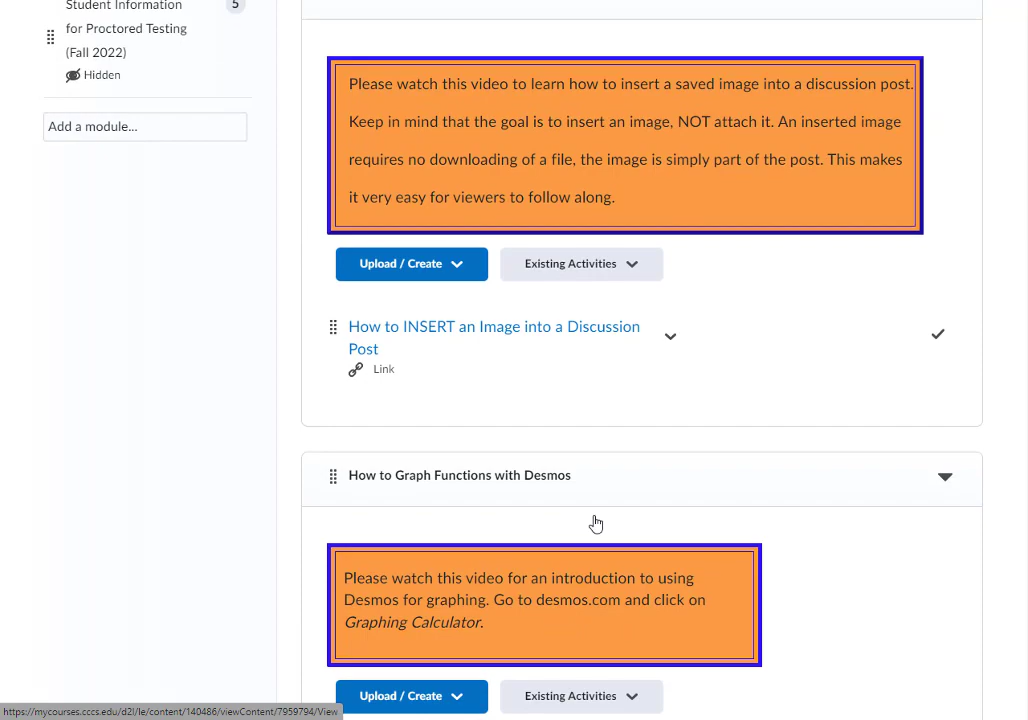 Student Information
5
for Proctored Testing
(Fall 2022)
Hidden
Add a module...
Please watch this video to learn how to insert a saved image into a discussion post.
Keep in mind that the goal is to insert an image, NOT attach it. An inserted image
requires no downloading of a file, the image is simply part of the post. This makes
it very easy for viewers to follow along.
Upload / Create
Existing Activities
How to INSERT an Image into a Discussion
Post
Link
How to Graph Functions with Desmos
Please watch this video for an introduction to using
Desmos for graphing. Go to desmos.com and click on
Graphing Calculator.
Upload / Create
Existing Activities
https://mycourses.cccs.edu/d2l/le/content/140486/viewContent/7959794/View